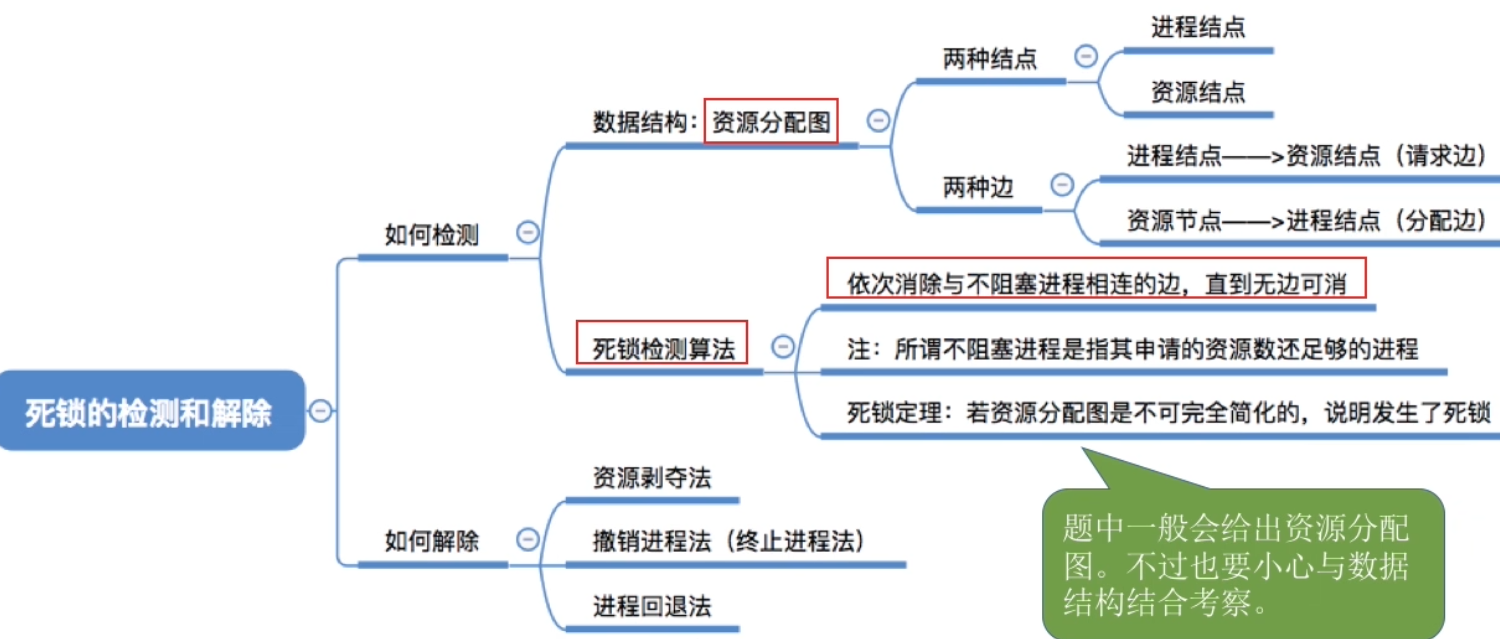 死锁的检测和解除
如何检测
数据结构：资源分配图
两种结点
进程结点
资源结点
两种边
进程结点——>资源结点（请求边）
资源节点——>进程结点（分配边）
死锁检测算法
依次消除与不阻塞进程相连的边，直到无边可消
注：所谓不阻塞进程是指其申请的资源数还足够的进程
死锁定理：若资源分配图是不可完全简化的，说明发生了死锁
题中一般会给出资源分配
图。不过也要小心与数据
结构结合考察。
如何解除
资源剥夺法
撤销进程法（终止进程法）
进程回退法